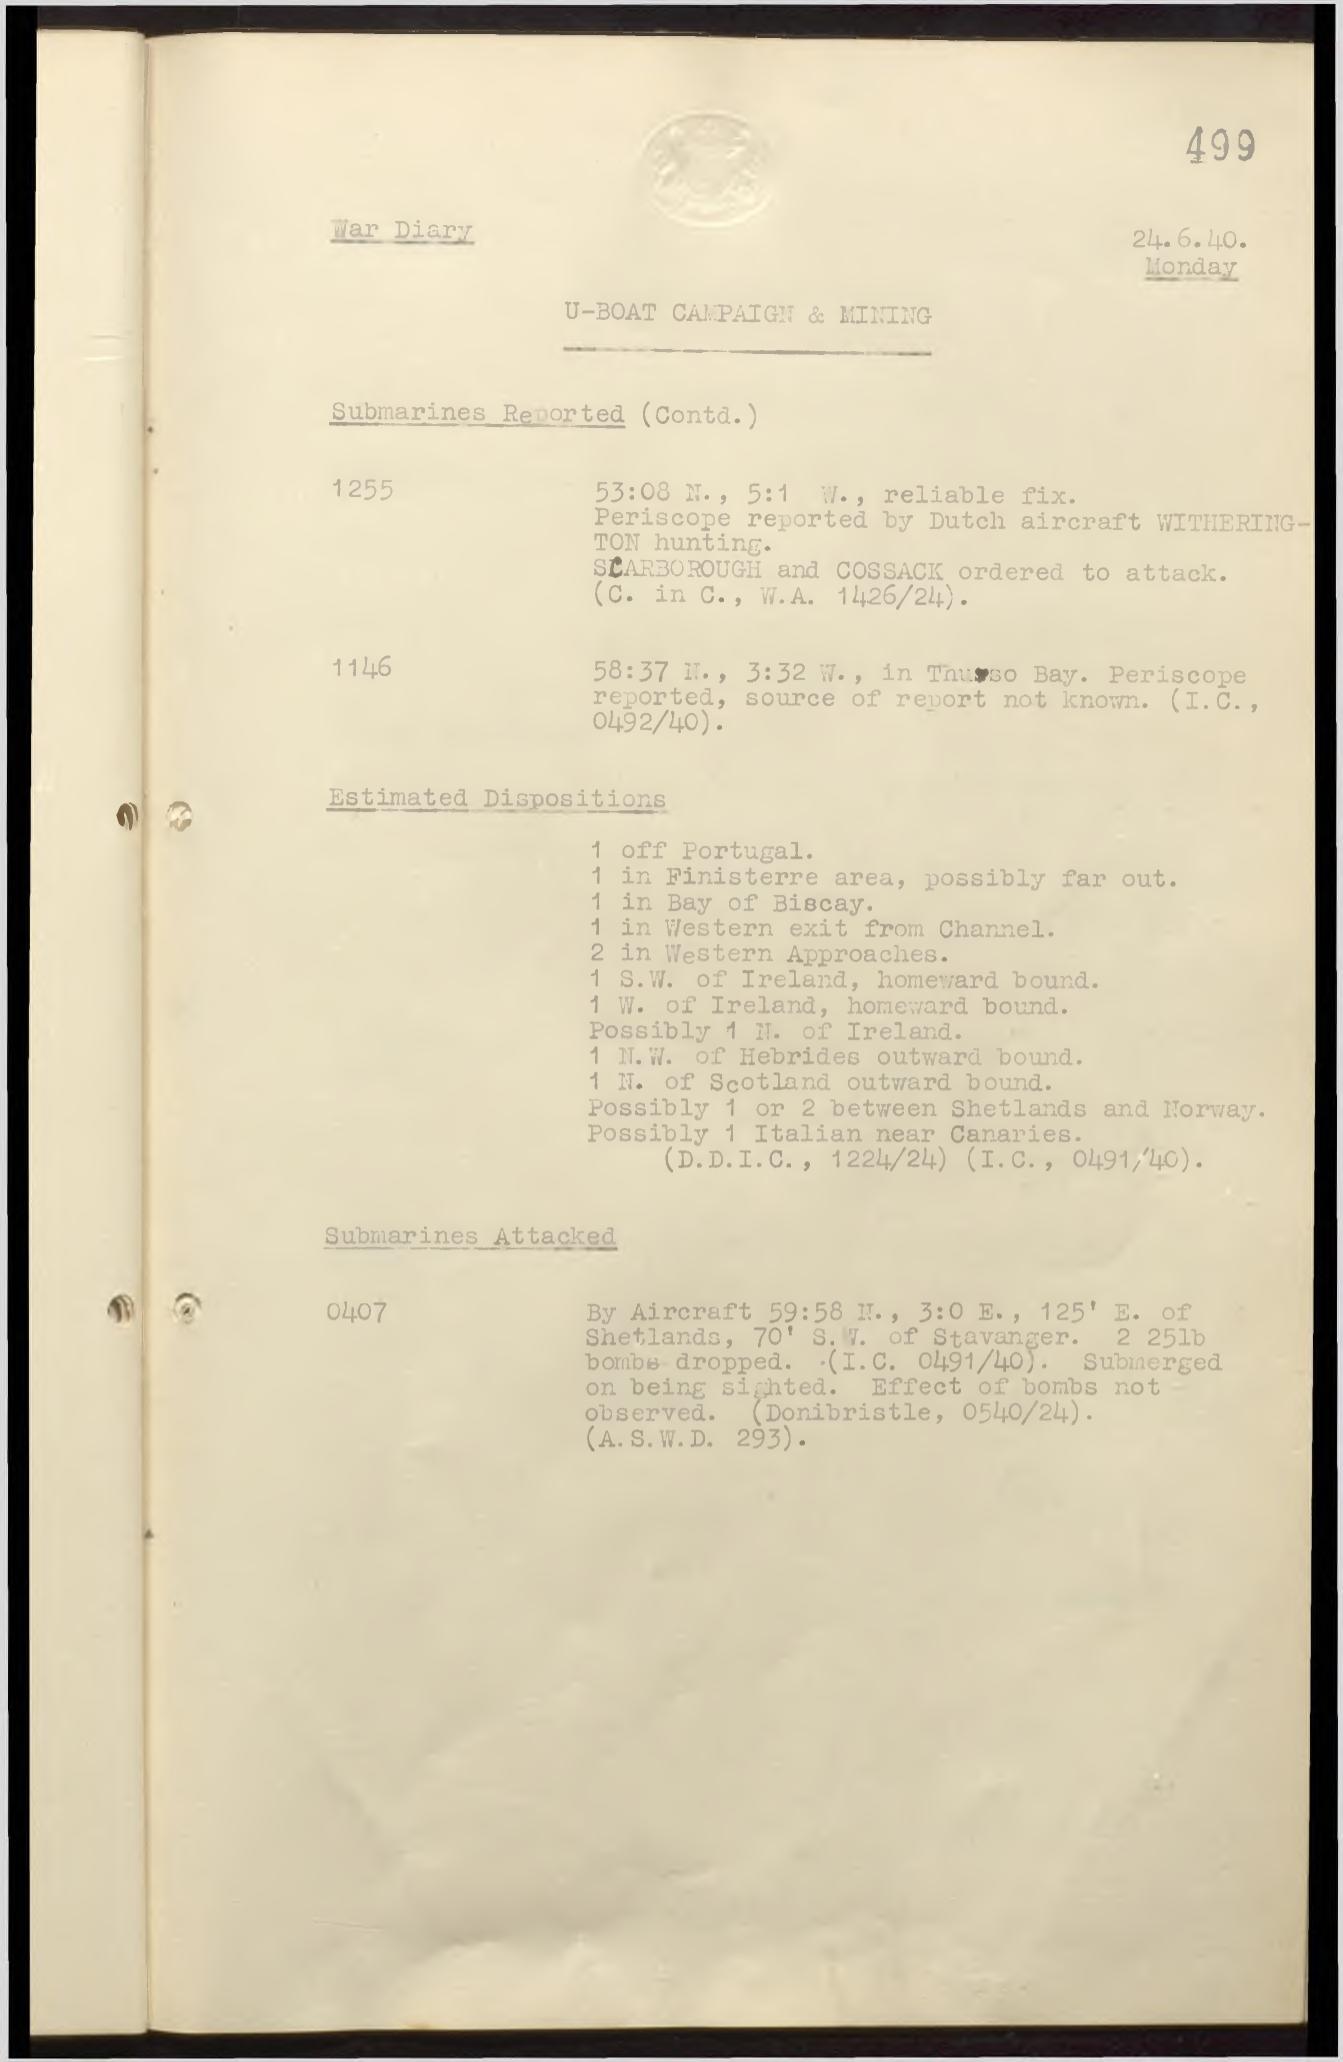 499
War Diary
24.6.40.
Monday
U-BOAT CAMPAIGN & MINING
Submarines Reported (Contd.)
1255 53:08 N., 5:1 W., reliable fix.
Periscope reported by Dutch aircraft WITHERING-
TON hunting.
SCARBOROUGH and COSSACK ordered to attack.
(C. in C., W.A. 1426/24).
1146 58:37 N., 3:32 W., in Thurso Bay. Periscope
reported, source of report not known. (I.C.,
0492/40).
Estimated Dispositions
1 off Portugal.
1 in Finisterre area, possibly far out.
1 in Bay of Biscay.
1 in Western exit from Channel.
2 in Western Approaches.
1 S.W. of Ireland, homeward bound.
1 W. of Ireland, homeward bound.
Possibly 1 N. of Ireland.
1 N.W. of Hebrides outward bound.
1 N. of Scotland outward bound.
Possibly 1 or 2 between Shetlands and Norway.
Possibly 1 Italian near Canaries.
(D.D.I.C., 1224/24) (I.C., 0491/40).
Submarines Attacked
0407 By Aircraft 59:58 N., 3:0 E., 125' E. of
Shetlands, 70' S.W. of Stavanger. 2 25lb
bombs dropped. (I.C. 0491/40). Submerged
on being sighted. Effect of bombs not
observed. (Donibristle, 0540/24).
(A.S.W.D. 293).